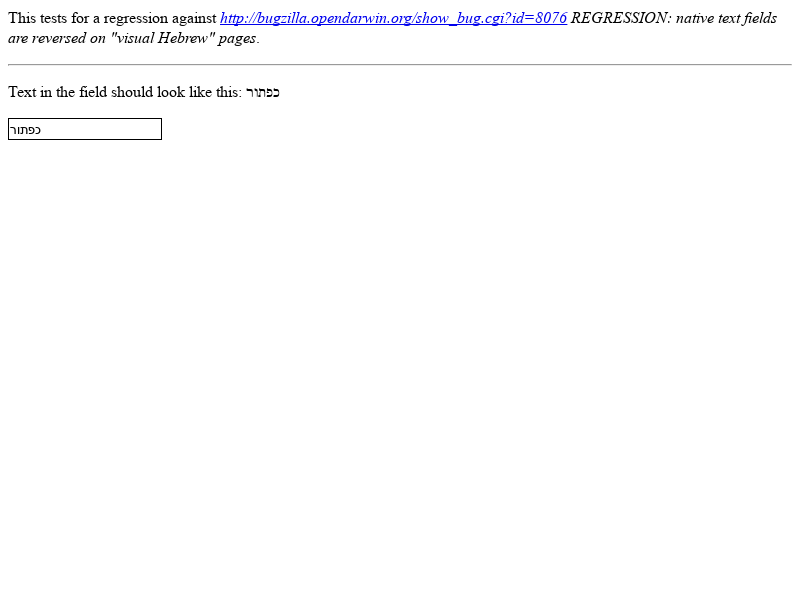 This tests for a regression against http://bugzilla.opendarwin.org/show_bug.cgi?id=8076 REGRESSION: native text fields
are reversed on "visual Hebrew" pages.
Text in the field should look like this: כפתור
כפתור